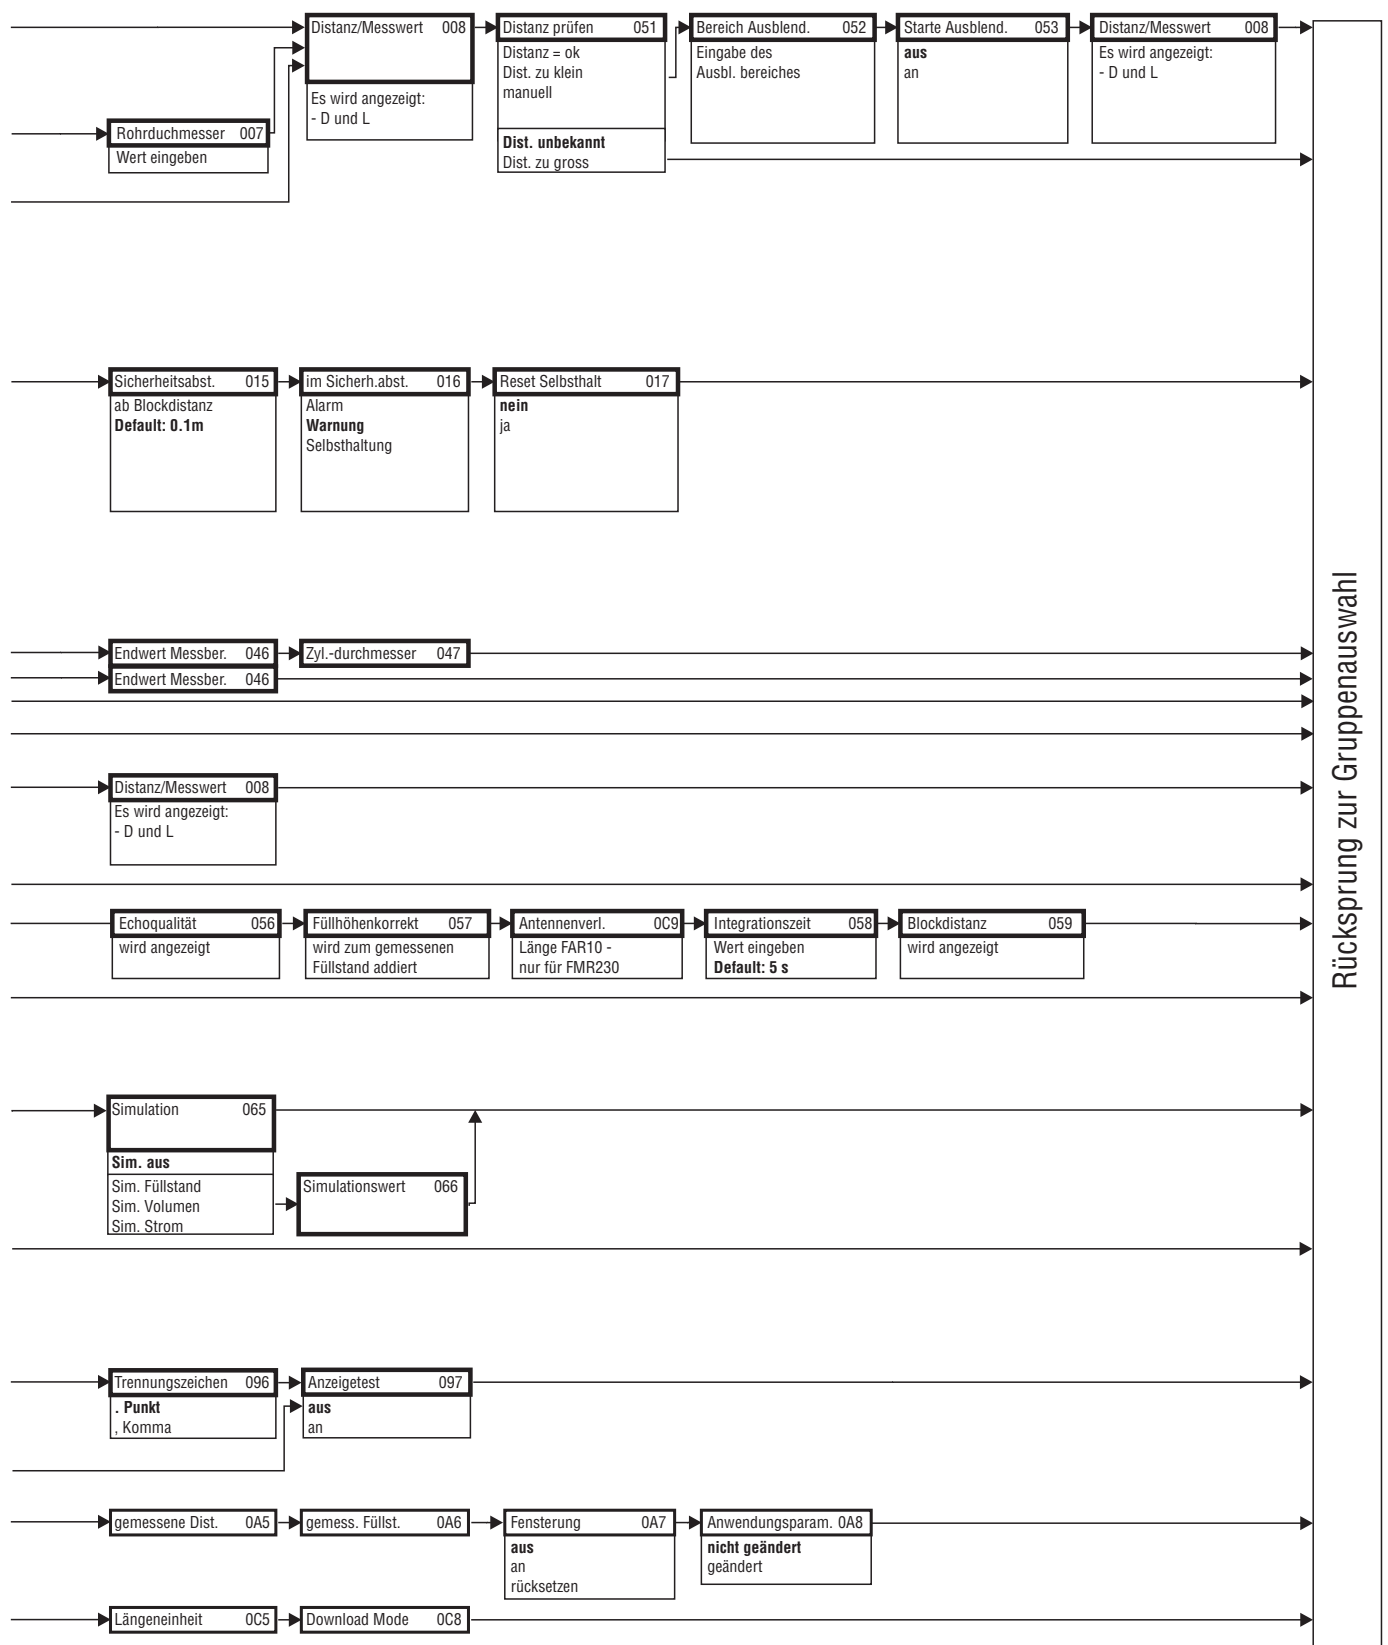 Distanz/Messwert 008
Es wird angezeigt:
- D und L
Distanz prüfen 051
Distanz = ok
Dist. zu klein
manuell
Dist. unbekannt
Dist. zu gross
Bereich Ausblend. 052
Eingabe des
Ausbl. bereiches
Starte Ausblend. 053
aus
an
Distanz/Messwert 008
Es wird angezeigt:
- D und L
Rohrduchmesser 007
Wert eingeben
Sicherheitsabst. 015
ab Blockdistanz
Default: 0.1m
im Sicherh.abst. 016
Alarm
Warnung
Selbsthaltung
Reset Selbsthalt 017
nein
ja
Endwert Messber. 046
Zyl.-durchmesser 047
Endwert Messber. 046
Distanz/Messwert 008
Es wird angezeigt:
- D und L
Echoqualität 056
wird angezeigt
Füllhöhenkorrekt 057
wird zum gemessenen
Füllstand addiert
Antennenverl. 0C9
Länge FAR10 -
nur für FMR230
Integrationszeit 058
Wert eingeben
Default: 5 s
Blockdistanz 059
wird angezeigt
Simulation 065
Sim. aus
Sim. Füllstand
Sim. Volumen
Sim. Strom
Simulationswert 066
Trennungszeichen 096
. Punkt
, Komma
Anzeigetest 097
aus
an
gemessene Dist. 0A5
gemess. Füllst. 0A6
Fensterung 0A7
aus
an
rücksetzen
Anwendungsparam. 0A8
nicht geändert
geändert
Längeneinheit 0C5
Download Mode 0C8
Rücksprung zur Gruppenauswahl